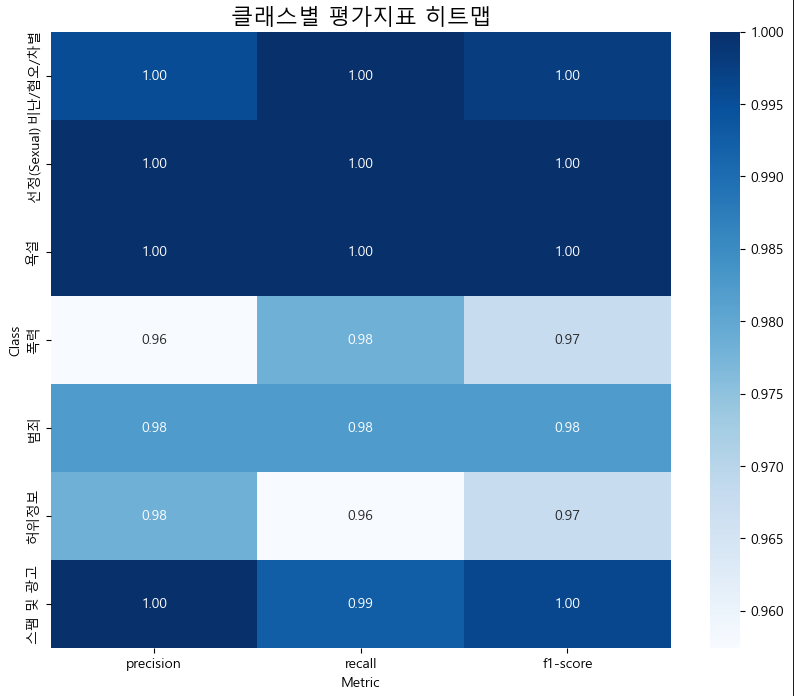 클래스별 평가지표 히트맵
비난/혐오/차별
1.00 1.00 1.00
선정(Sexual)
1.00 1.00 1.00
욕설
1.00 1.00 1.00
Class
폭력
0.96 0.98 0.97
범죄
0.98 0.98 0.98
허위정보
0.98 0.96 0.97
스팸 및 광고
1.00 0.99 1.00
precision recall f1-score
Metric
1.000
0.995
0.990
0.985
0.980
0.975
0.970
0.965
0.960